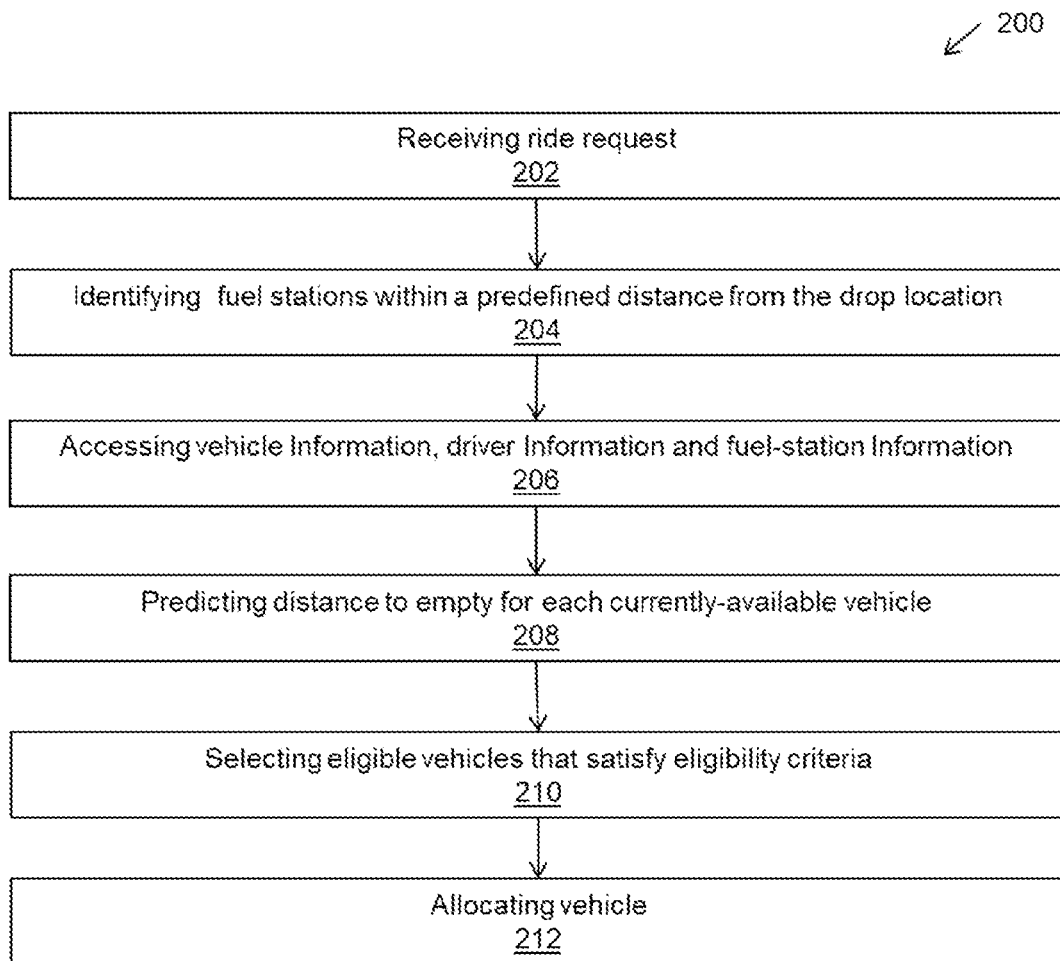 200
Receiving ride request
202
Identifying fuel stations within a predefined distance from the drop location
204
Accessing vehicle Information, driver Information and fuel-station Information
206
Predicting distance to empty for each currently-available vehicle
208
Selecting eligible vehicles that satisfy eligibility criteria
210
Allocating vehicle
212